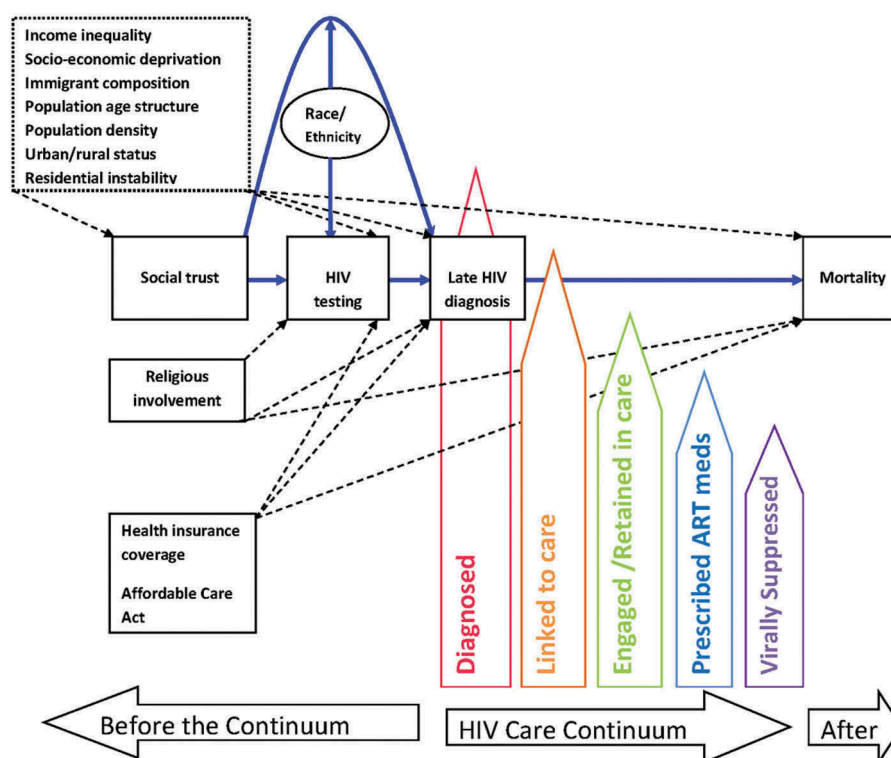 Income inequality
Socio-economic deprivation
Immigrant composition
Population age structure
Population density
Urban/rural status
Residential instability
Race/
Ethnicity
Social trust
HIV
testing
Late HIV
diagnosis
Mortality
Religious
involvement
Health insurance
coverage
Affordable Care
Act
Diagnosed
Linked to care
Engaged /Retained in care
Prescribed ART meds
Virally Suppressed
Before the Continuum
HIV Care Continuum
After